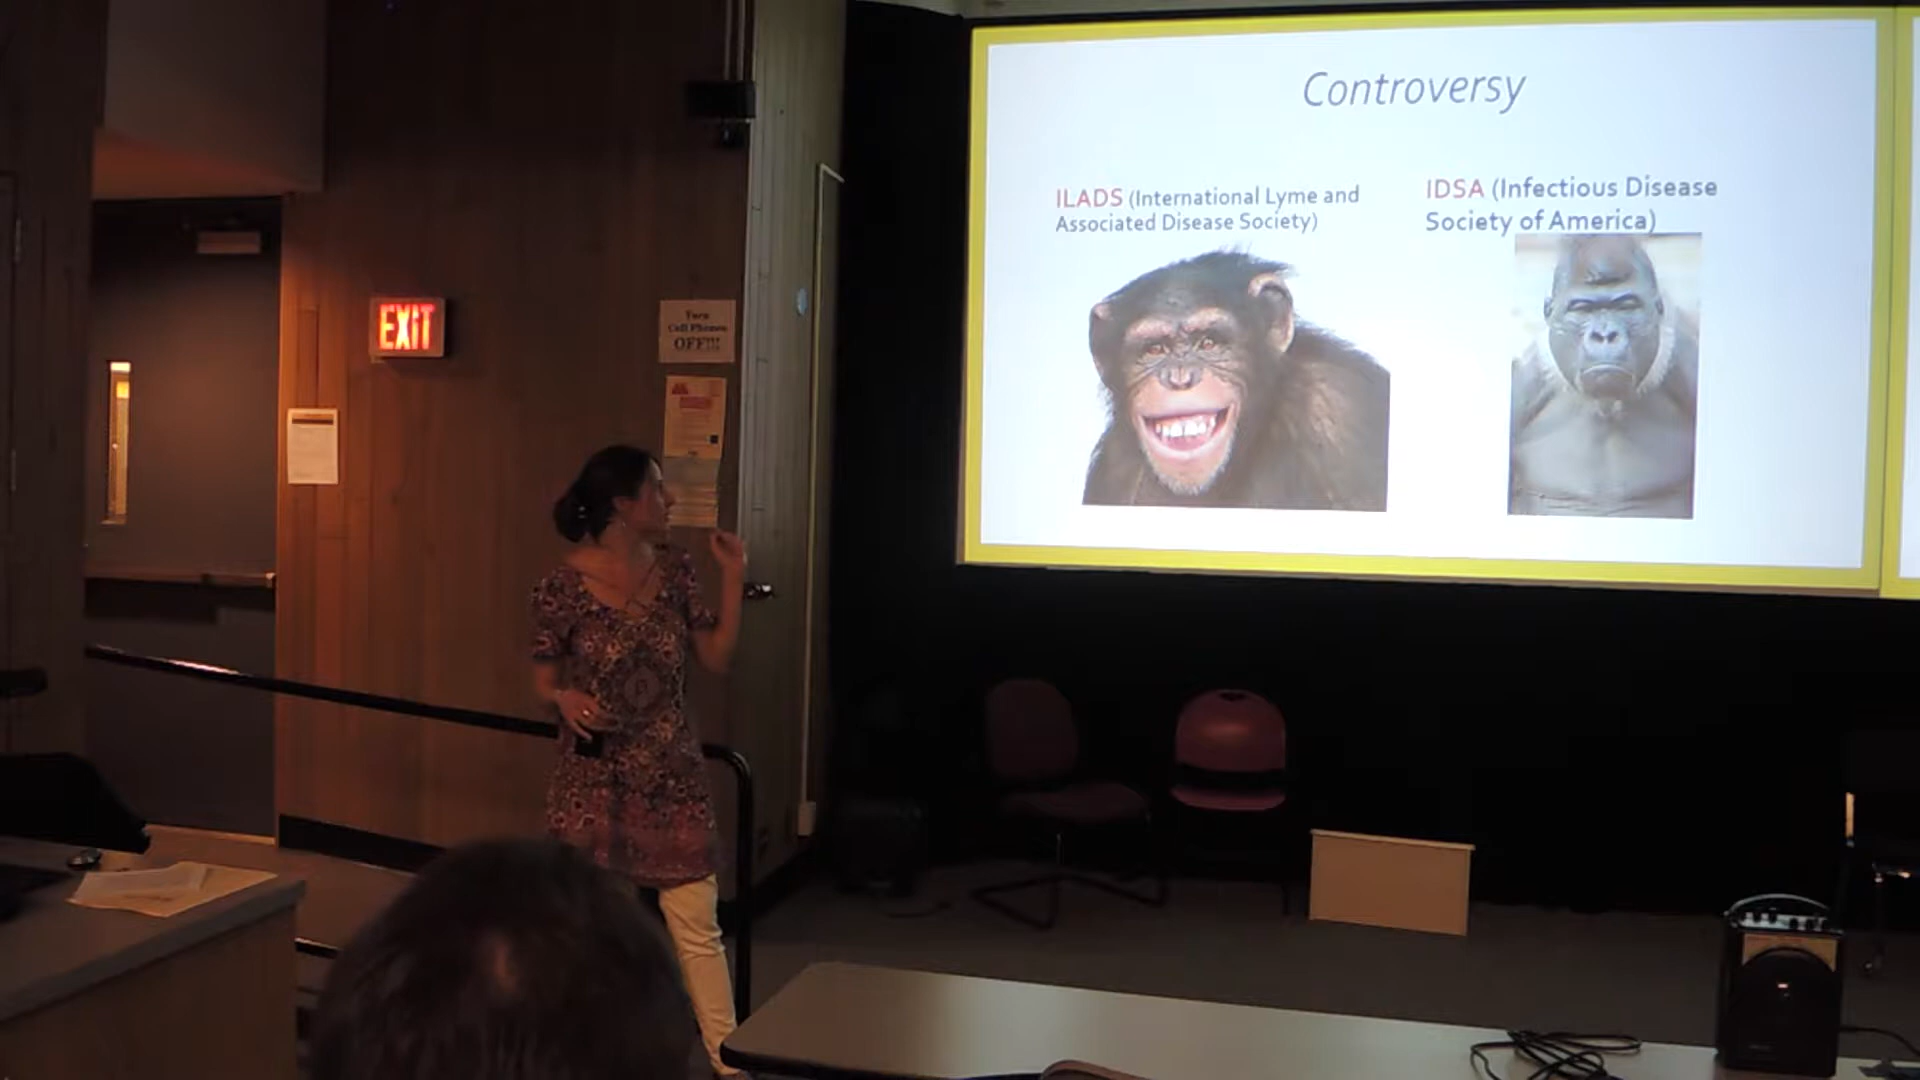 Controversy
ILADS (International Lyme and
Associated Disease Society)
IDSA (Infectious Disease
Society of America)
EXIT
Turn
Cell Phones
OFF!!!